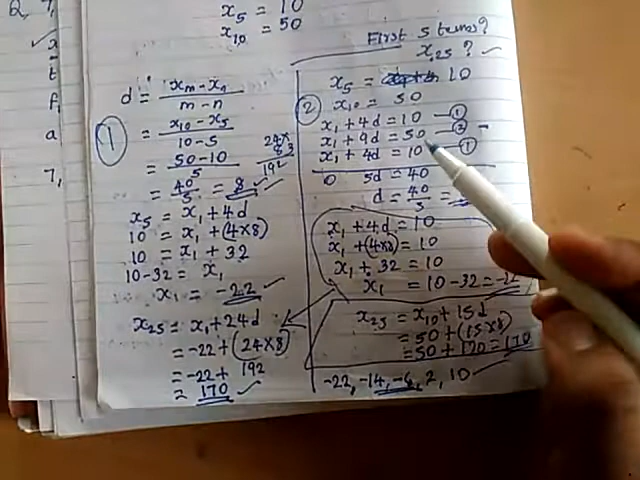 x₅ = 10
x₁₀ = 50
First 5 terms?
x₂₅ ?
①
d = xₘ - xₙ / m - n
= x₁₀ - x₅ / 10 - 5
= 50 - 10 / 5
= 40/5 = 8
24×
8 3
192
x₅ = x₁ + 4d
10 = x₁ + (4×8)
10 = x₁ + 32
10 - 32 = x₁
x₁ = -22
x₂₅ = x₁ + 24d
= -22 + (24×8)
= -22 + 192
= 170
②
x₅ = 10
x₁₀ = 50
x₁ + 4d = 10 — ①
x₁ + 9d = 50 — ②
x₁ + 4d = 10 — ①
0 5d = 40
d = 40/5 =
x₁ + 4d = 10
x₁ + (4×8) = 10
x₁ + 32 = 10
x₁ = 10 - 32 = -22
x₂₅ = x₁₀ + 15d
= 50 + (15×8)
= 50 + 120 = 170
-22, -14, -6, 2, 10